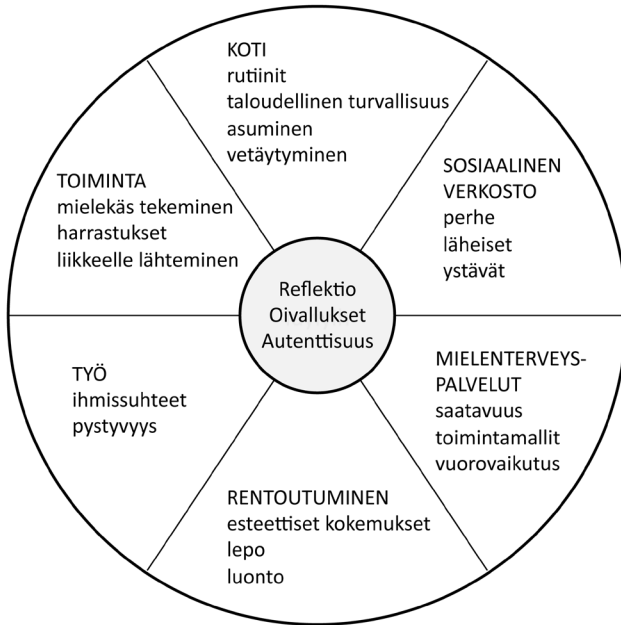 KOTI
rutiinit
taloudellinen turvallisuus
asuminen
vetäytyminen
SOSIAALINEN
VERKOSTO
perhe
läheiset
ystävät
MIELENTERVEYS-
PALVELUT
saatavuus
toimintamallit
vuorovaikutus
RENTOUTUMINEN
esteettiset kokemukset
lepo
luonto
TYÖ
ihmissuhteet
pystyvyys
TOIMINTA
mielekäs tekeminen
harrastukset
liikkeelle lähteminen
Reflektio
Oivallukset
Autenttisuus